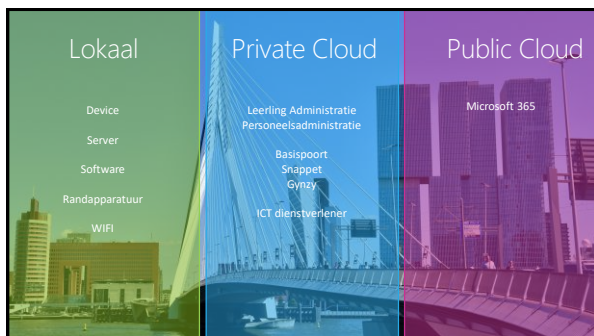 Lokaal
Device
Server
Software
Randapparatuur
WIFI
Private Cloud
Leerling Administratie
Personeelsadministratie
Basispoort
Snappet
Gynzy
ICT dienstverlener
Public Cloud
Microsoft 365